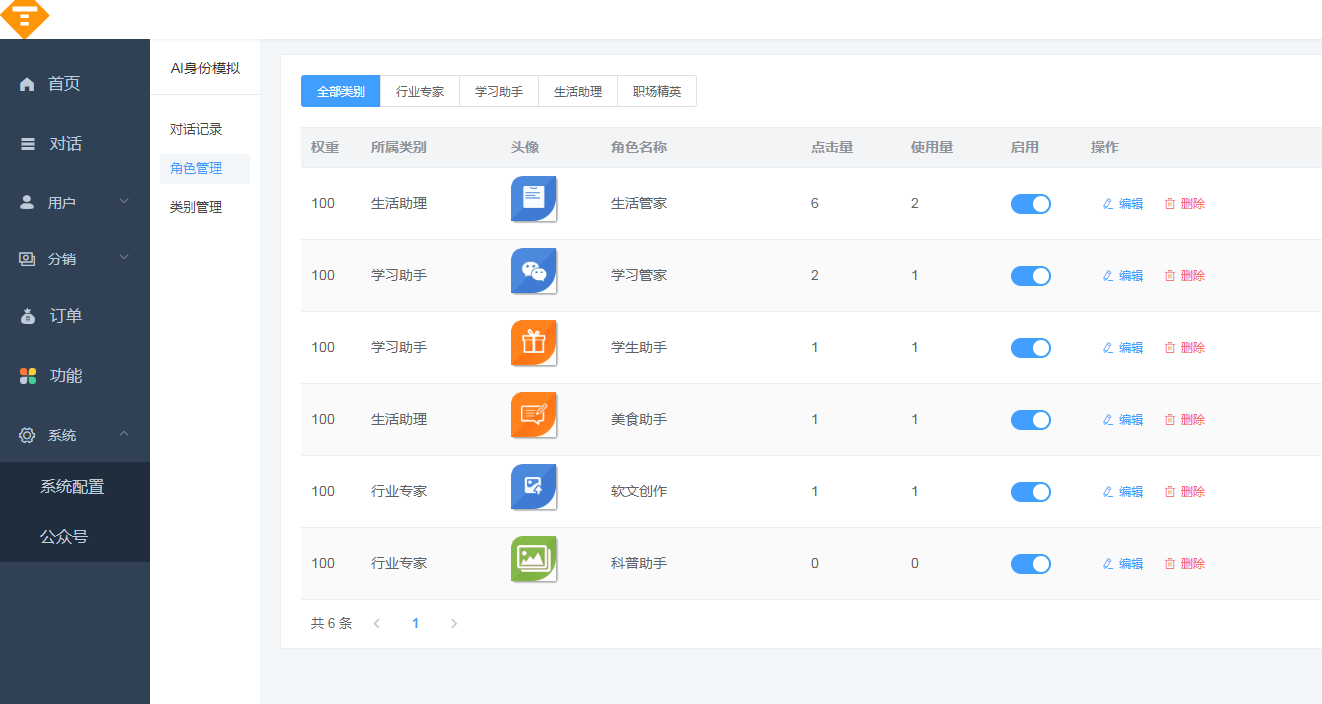 首页
对话
用户
分销
订单
功能
系统
系统配置
公众号
AI身份模拟
对话记录
角色管理
类别管理
全部类别 行业专家 学习助手 生活助理 职场精英
权重 所属类别 头像 角色名称 点击量 使用量 启用 操作
100 生活助理 生活管家 6 2 编辑 删除
100 学习助手 学习管家 2 1 编辑 删除
100 学习助手 学生助手 1 1 编辑 删除
100 生活助理 美食助手 1 1 编辑 删除
100 行业专家 软文创作 1 1 编辑 删除
100 行业专家 科普助手 0 0 编辑 删除
共 6 条 1